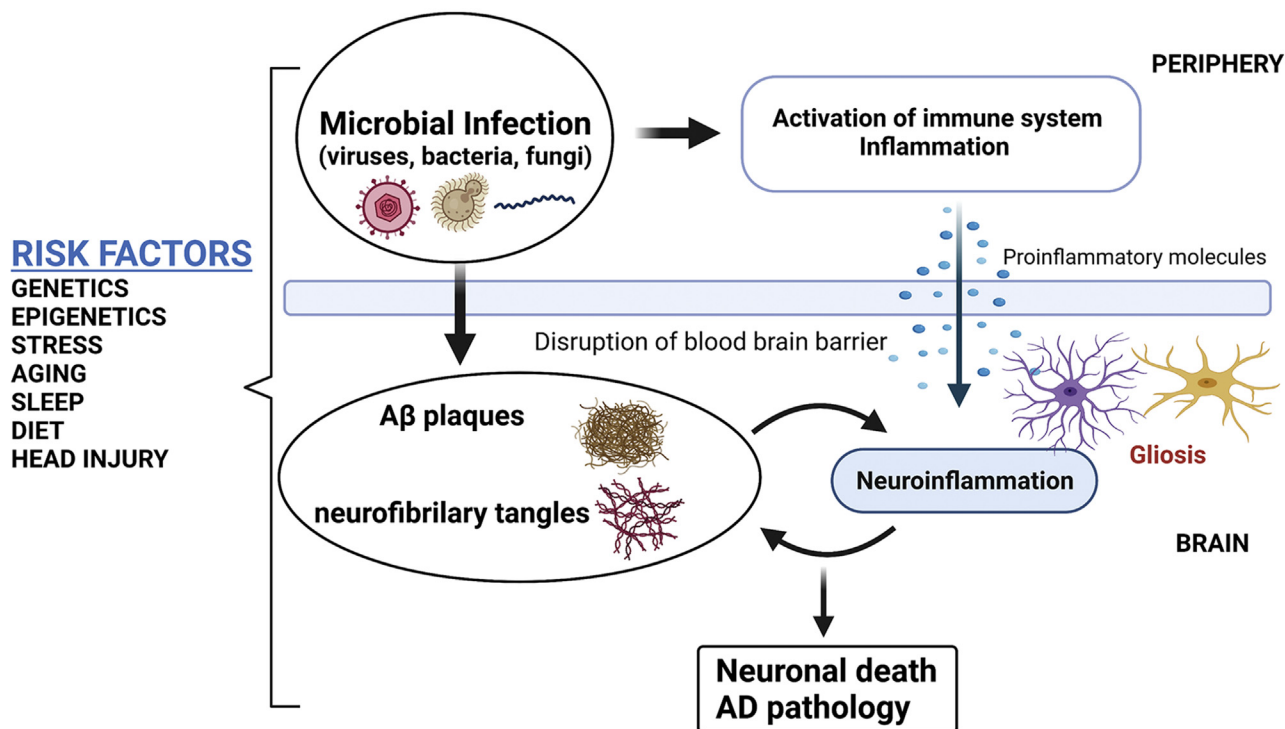 PERIPHERY
Microbial Infection
(viruses, bacteria, fungi)
Activation of immune system
Inflammation
RISK FACTORS
GENETICS
EPIGENETICS
STRESS
AGING
SLEEP
DIET
HEAD INJURY
Proinflammatory molecules
Disruption of blood brain barrier
Aβ plaques
neurofibrilary tangles
Gliosis
Neuroinflammation
BRAIN
Neuronal death
AD pathology